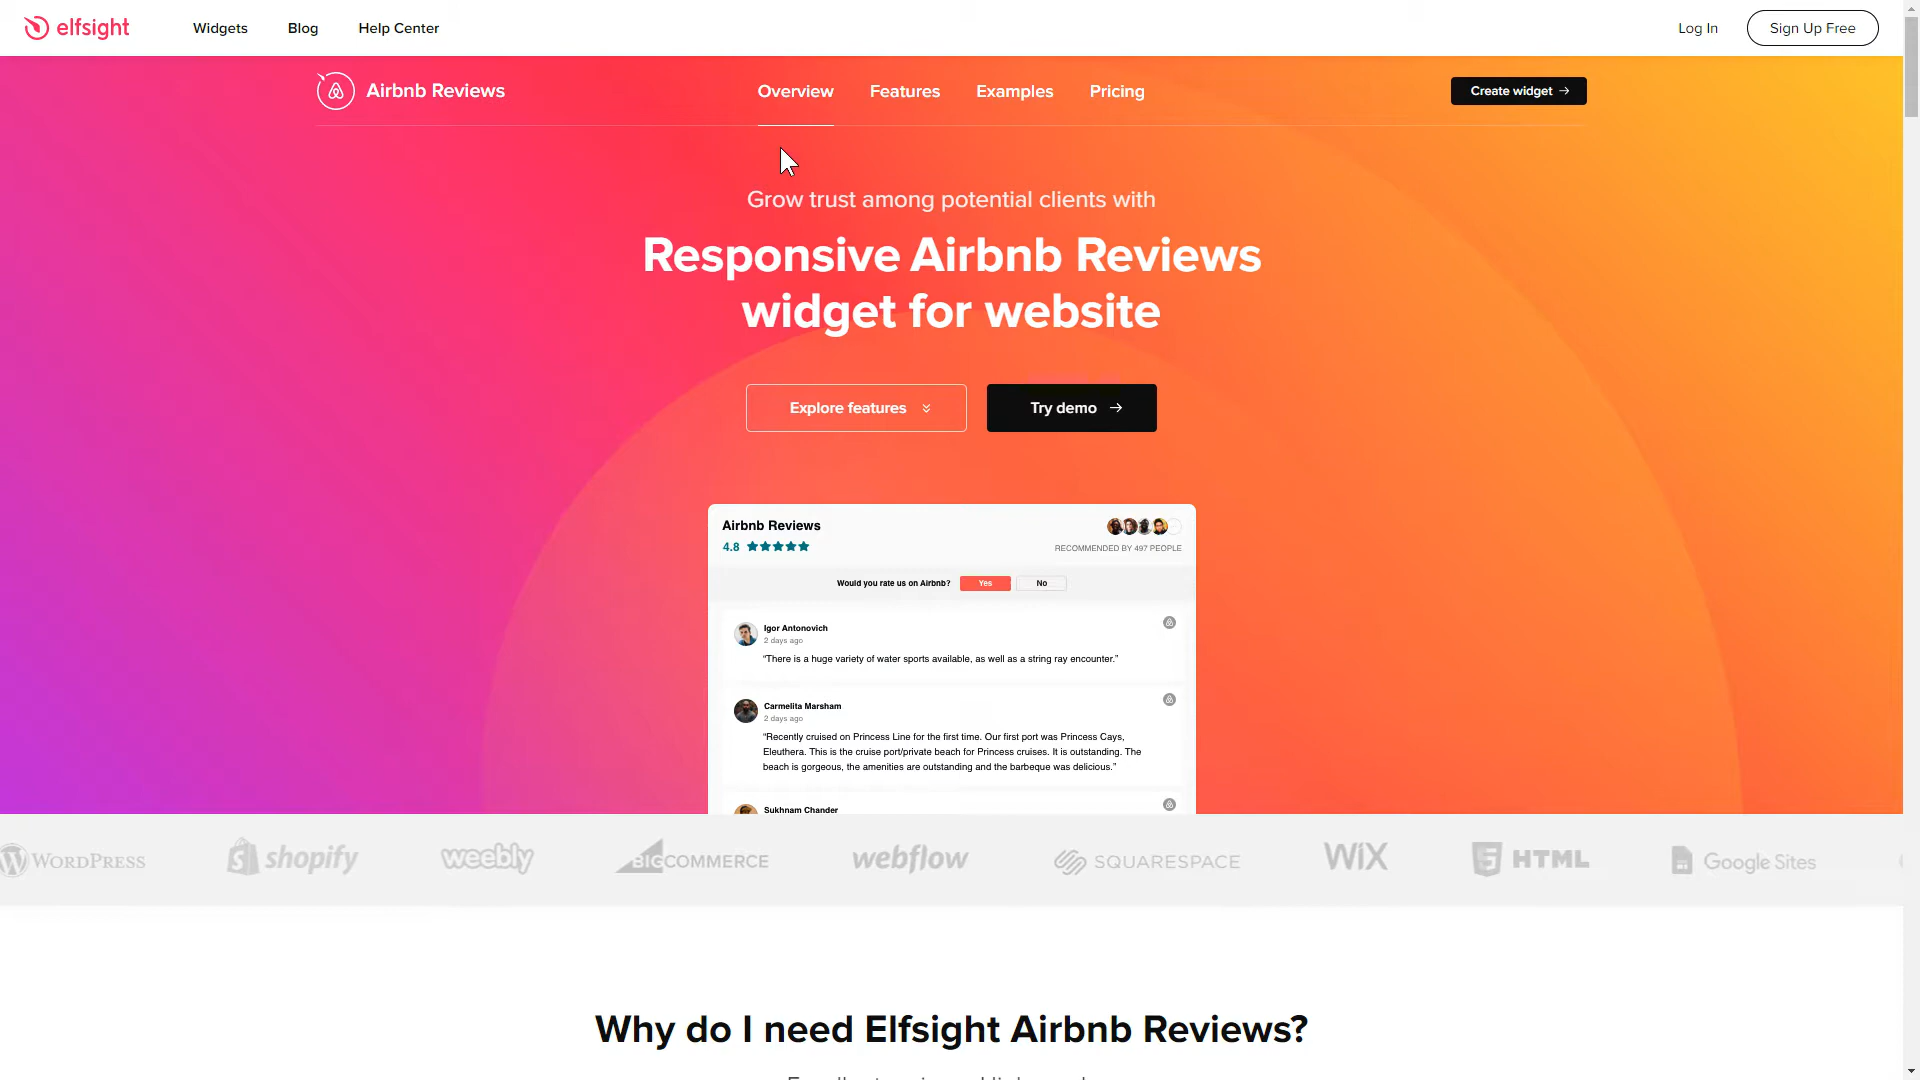 elfsight
Widgets
Blog
Help Center
Log In
Sign Up Free
Airbnb Reviews
Overview
Features
Examples
Pricing
Create widget
Grow trust among potential clients with
Responsive Airbnb Reviews
widget for website
Explore features
Try demo
Airbnb Reviews
4.8
RECOMMENDED BY 497 PEOPLE
Would you rate us on Airbnb?
Yes
No
Igor Antonovich
2 days ago
“There is a huge variety of water sports available, as well as a string ray encounter.”
Carmelita Marsham
2 days ago
“Recently cruised on Princess Line for the first time. Our first port was Princess Cays,
Eleuthera. This is the cruise port/private beach for Princess cruises. It is outstanding. The
beach is gorgeous, the amenities are outstanding and the barbeque was delicious.”
Sukhnam Chander
WORDPRESS
shopify
weebly
BIGCOMMERCE
webflow
SQUARESPACE
WiX
HTML
Google Sites
Why do I need Elfsight Airbnb Reviews?